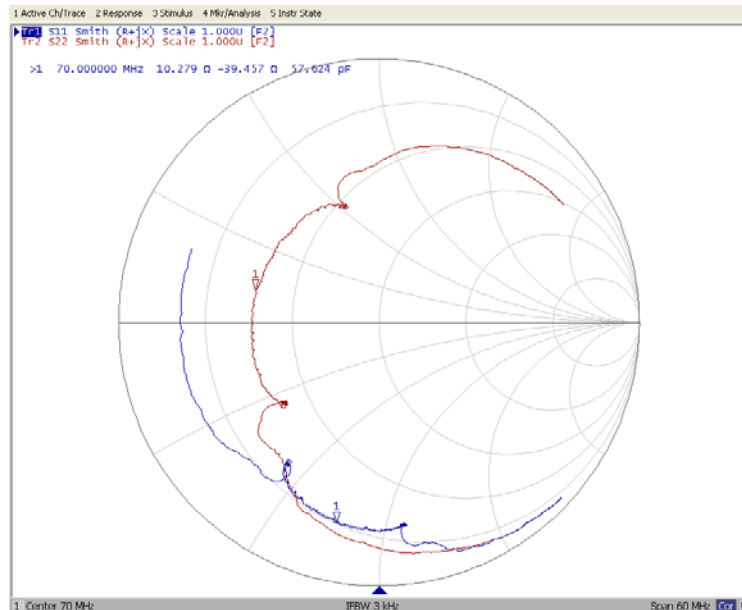 1 Active Ch/Trace 2 Response 3 Stimulus 4 Mkr/Analysis 5 Instr State
Tr1 S11 Smith (R+jX) Scale 1.000U [F2]
Tr2 S22 Smith (R+jX) Scale 1.000U [F2]
>1 70.000000 MHz 10.279 Ω -39.457 Ω 57.624 pF
1
1
1 Center 70 MHz IFBW 3 kHz Span 60 MHz Cor